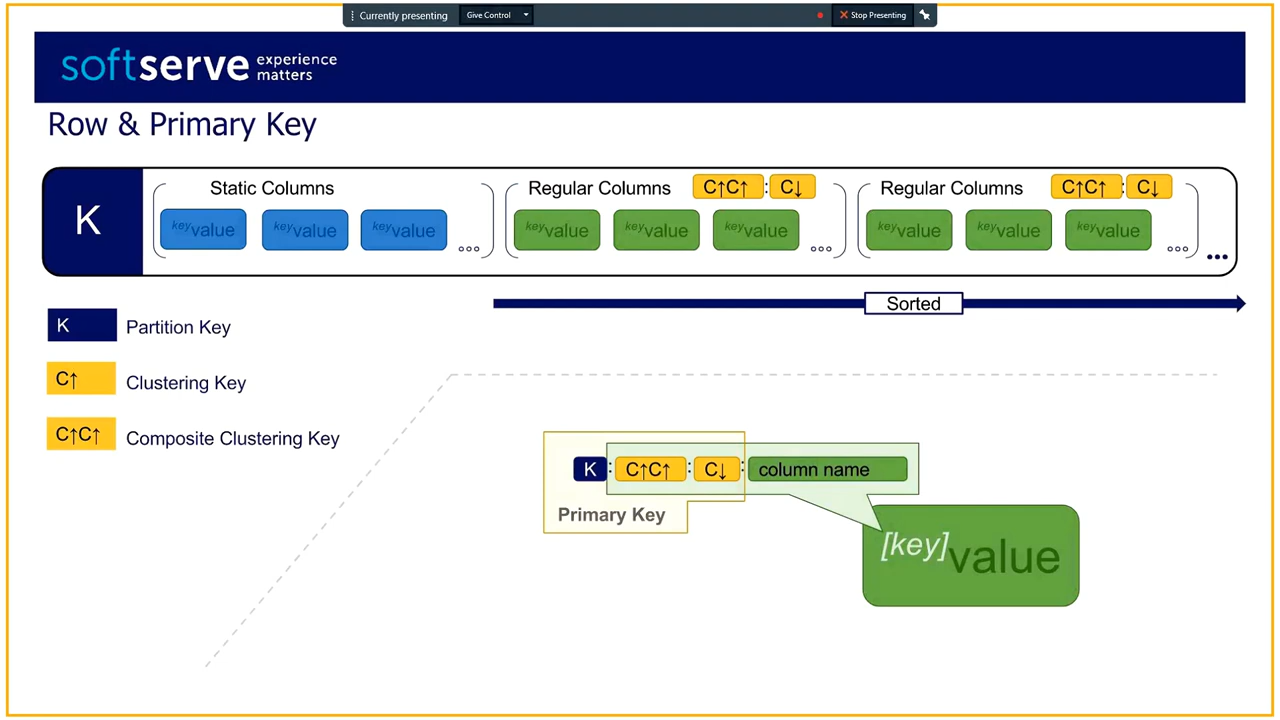 Currently presenting
Give Control
Stop Presenting
softserve
experience
matters
Row & Primary Key
K
Static Columns
Regular Columns
C↑C↑ : C↓
Regular Columns
C↑C↑ : C↓
keyvalue
keyvalue
keyvalue
keyvalue
keyvalue
keyvalue
keyvalue
keyvalue
keyvalue
Sorted
K Partition Key
C↑ Clustering Key
C↑C↑ Composite Clustering Key
K : C↑C↑ : C↓ : column name
Primary Key
[key]value